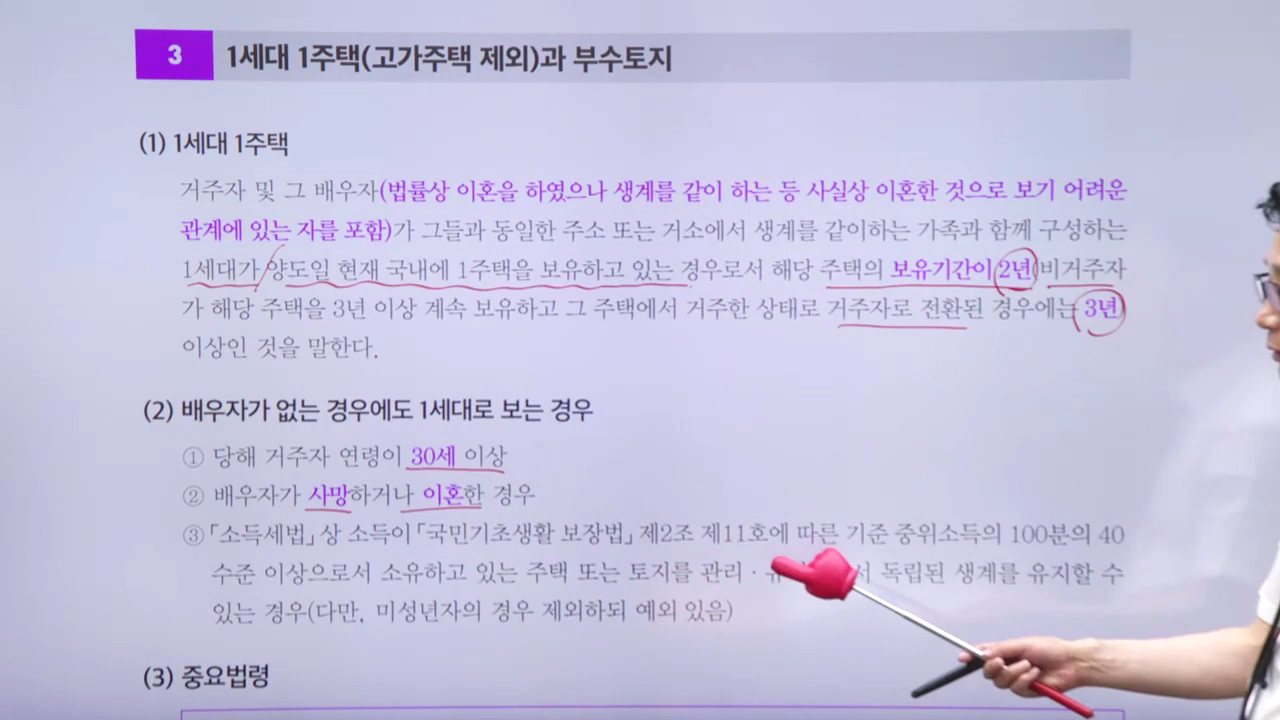 3 1세대 1주택(고가주택 제외)과 부수토지
(1) 1세대 1주택
거주자 및 그 배우자(법률상 이혼을 하였으나 생계를 같이 하는 등 사실상 이혼한 것으로 보기 어려운
관계에 있는 자를 포함)가 그들과 동일한 주소 또는 거소에서 생계를 같이하는 가족과 함께 구성하는
1세대가 양도일 현재 국내에 1주택을 보유하고 있는 경우로서 해당 주택의 보유기간이 2년(비거주자
가 해당 주택을 3년 이상 계속 보유하고 그 주택에서 거주한 상태로 거주자로 전환된 경우에는 3년)
이상인 것을 말한다.
(2) 배우자가 없는 경우에도 1세대로 보는 경우
① 당해 거주자 연령이 30세 이상
② 배우자가 사망하거나 이혼한 경우
③ 「소득세법」상 소득이 「국민기초생활 보장법」 제2조 제11호에 따른 기준 중위소득의 100분의 40
수준 이상으로서 소유하고 있는 주택 또는 토지를 관리 · 독립된 생계를 유지할 수
있는 경우(다만, 미성년자의 경우 제외하되 예외 있음)
(3) 중요법령